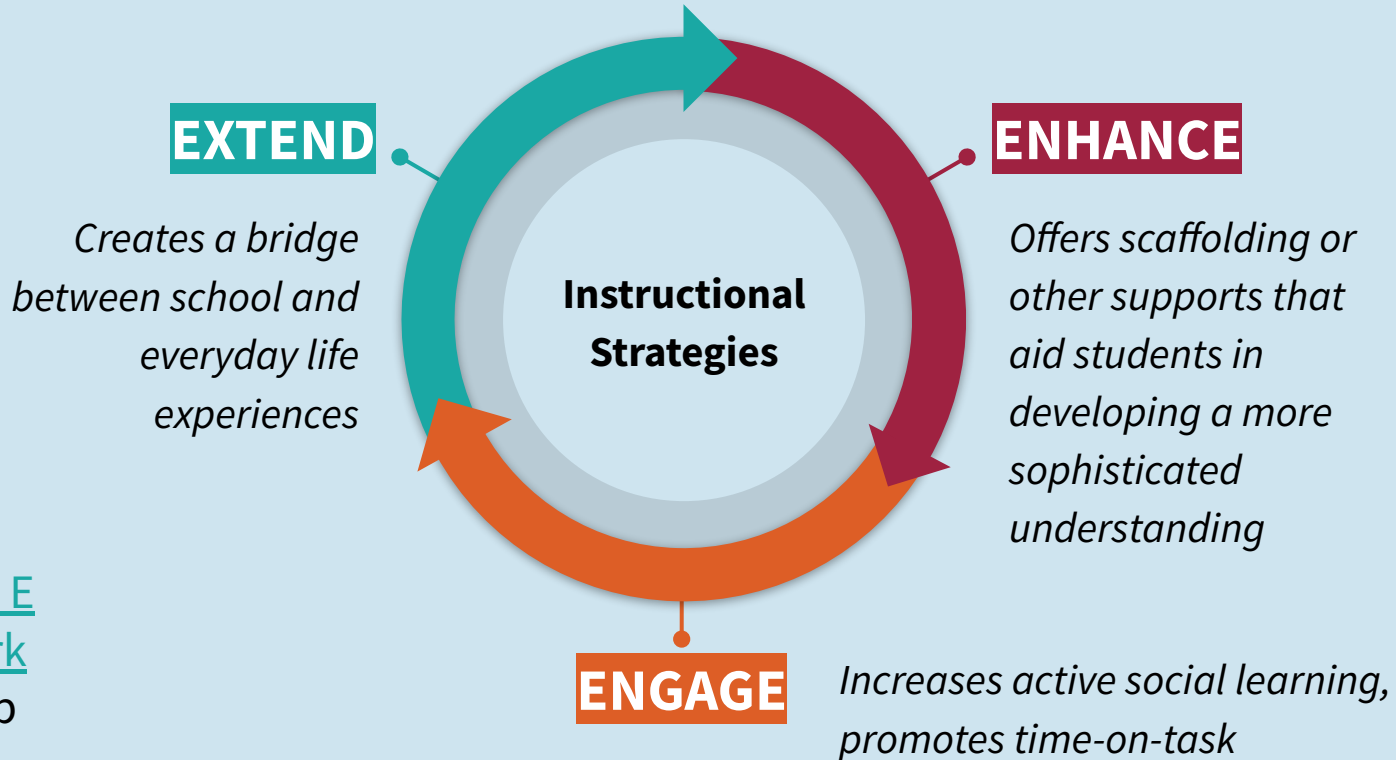 EXTEND
Creates a bridge
between school and
everyday life
experiences
Instructional
Strategies
ENHANCE
Offers scaffolding or
other supports that
aid students in
developing a more
sophisticated
understanding
E
ENGAGE
Increases active social learning,
promotes time-on-task